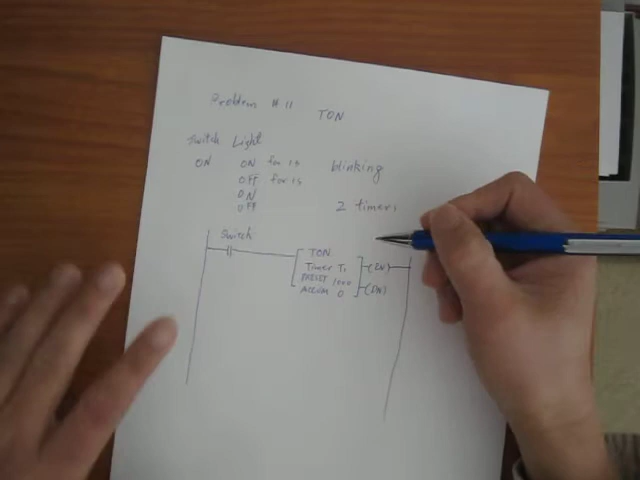 Problem # 11
TON
Switch Light
ON ON for 1s blinking
OFF for 1s
ON
OFF 2 timers
Switch
TON
Timer T1 (EN)
PRESET 1000
ACCUM 0 (DN)